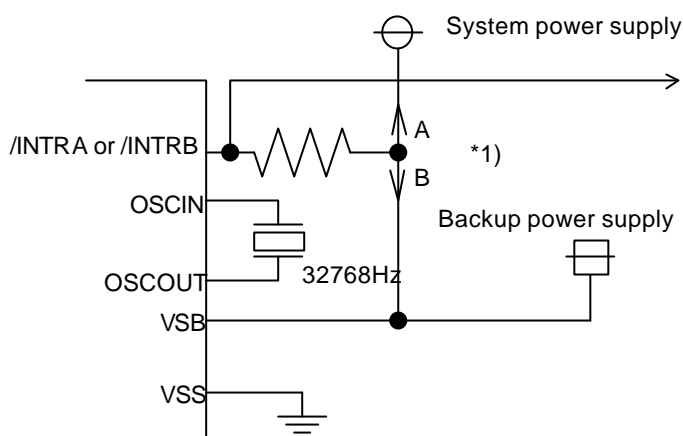 System power supply
A
/INTRA or /INTRB
*1)
B
OSCIN
Backup power supply
OSCOUT
32768Hz
VSB
VSS